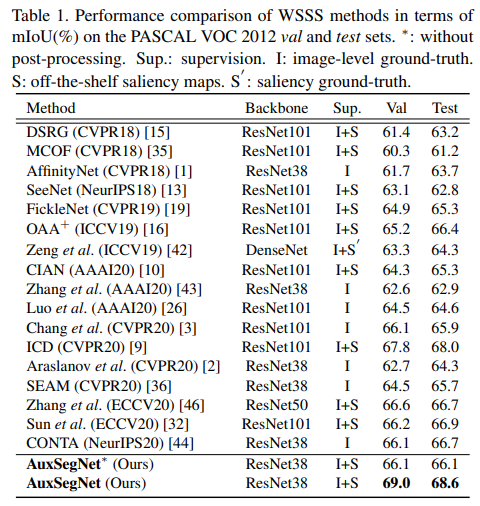 Table 1. Performance comparison of WSSS methods in terms of
mIoU(%) on the PASCAL VOC 2012 val and test sets. *: without
post-processing. Sup.: supervision. I: image-level ground-truth.
S: off-the-shelf saliency maps. S′: saliency ground-truth.
Method Backbone Sup. Val Test
DSRG (CVPR18) [15] ResNet101 I+S 61.4 63.2
MCOF (CVPR18) [35] ResNet101 I+S 60.3 61.2
AffinityNet (CVPR18) [1] ResNet38 I 61.7 63.7
SeeNet (NeurIPS18) [13] ResNet101 I+S 63.1 62.8
FickleNet (CVPR19) [19] ResNet101 I+S 64.9 65.3
OAA+ (ICCV19) [16] ResNet101 I+S 65.2 66.4
Zeng et al. (ICCV19) [42] DenseNet I+S′ 63.3 64.3
CIAN (AAAI20) [10] ResNet101 I+S 64.3 65.3
Zhang et al. (AAAI20) [43] ResNet38 I 62.6 62.9
Luo et al. (AAAI20) [26] ResNet101 I 64.5 64.6
Chang et al. (CVPR20) [3] ResNet101 I 66.1 65.9
ICD (CVPR20) [9] ResNet101 I+S 67.8 68.0
Araslanov et al. (CVPR20) [2] ResNet38 I 62.7 64.3
SEAM (CVPR20) [36] ResNet38 I 64.5 65.7
Zhang et al. (ECCV20) [46] ResNet50 I+S 66.6 66.7
Sun et al. (ECCV20) [32] ResNet101 I+S 66.2 66.9
CONTA (NeurIPS20) [44] ResNet38 I 66.1 66.7
AuxSegNet* (Ours) ResNet38 I+S 66.1 66.1
AuxSegNet (Ours) ResNet38 I+S 69.0 68.6